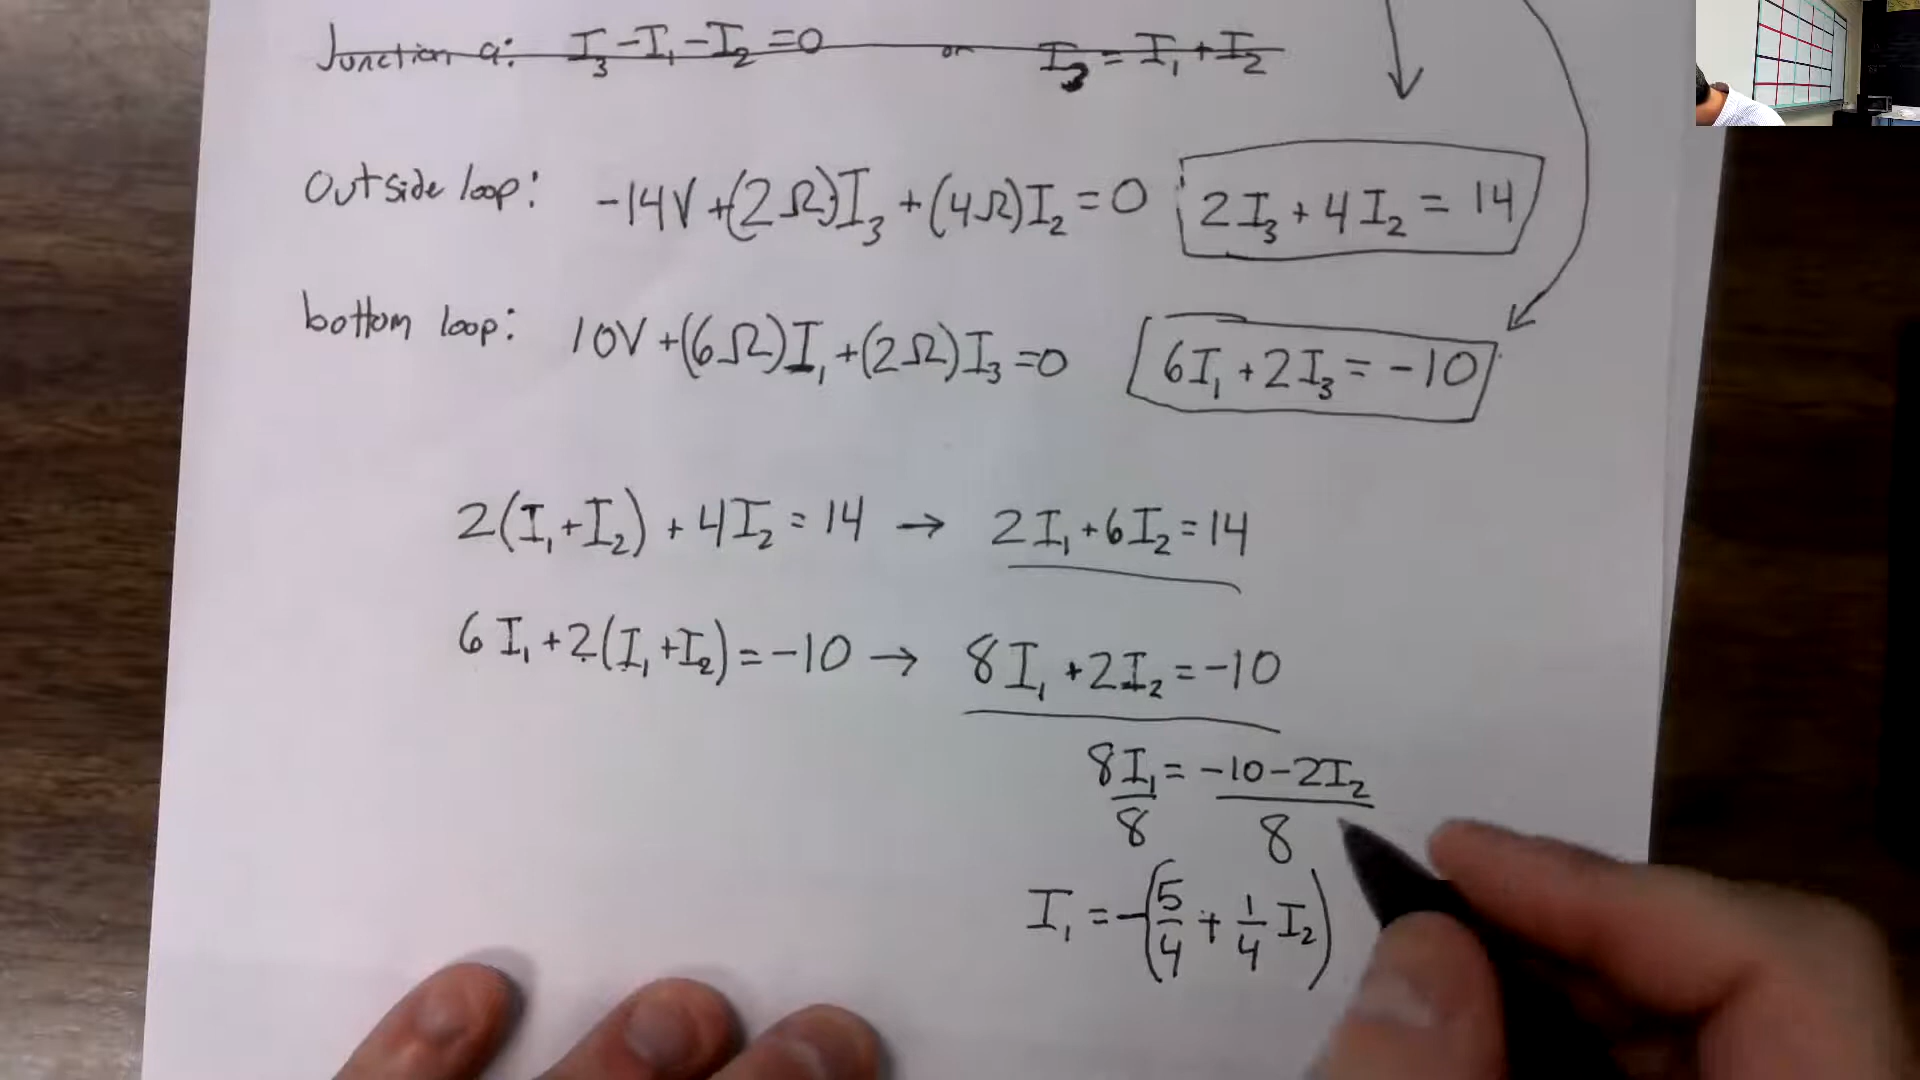 Junction a: I₃ - I₁ - I₂ = 0 or I₃ = I₁ + I₂
Outside loop: -14V + (2Ω)I₃ + (4Ω)I₂ = 0 2I₃ + 4I₂ = 14
bottom loop: 10V + (6Ω)I₁ + (2Ω)I₃ = 0 6I₁ + 2I₃ = -10
2(I₁ + I₂) + 4I₂ = 14 → 2I₁ + 6I₂ = 14
6I₁ + 2(I₁ + I₂) = -10 → 8I₁ + 2I₂ = -10
8I₁ = -10 - 2I₂
8 8
I₁ = -(5/4 + 1/4 I₂)